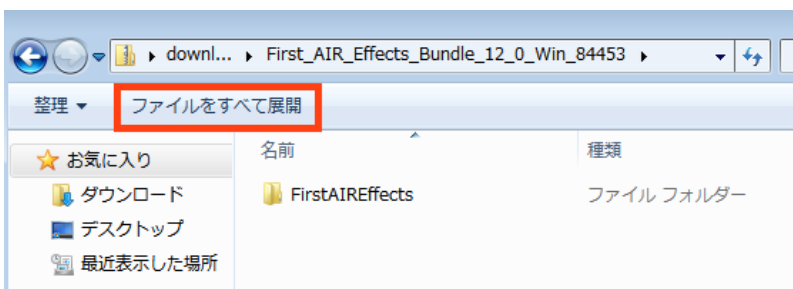 downl... First_AIR_Effects_Bundle_12_0_Win_84453
整理 ファイルをすべて展開
お気に入り
ダウンロード
デスクトップ
最近表示した場所
名前 種類
FirstAIREffects ファイル フォルダー